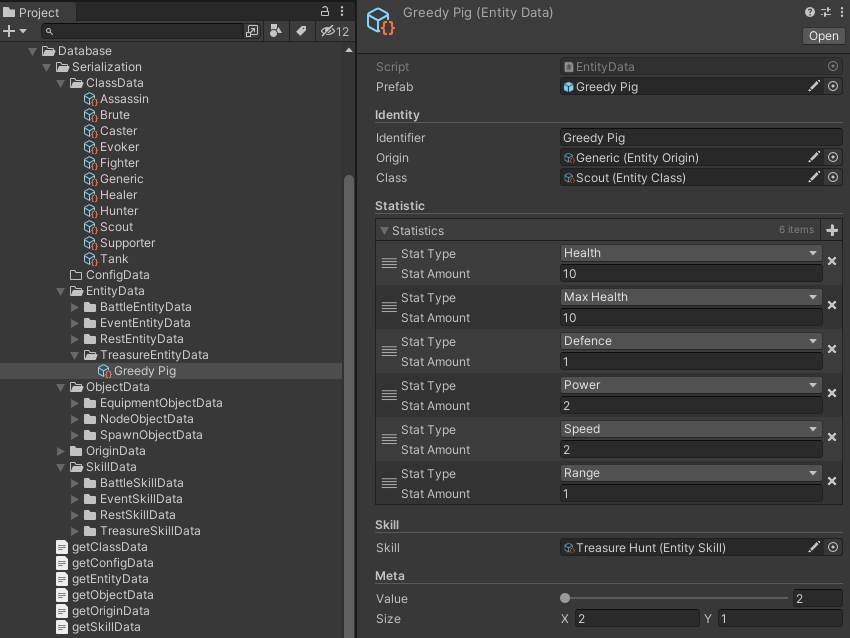 Project
12
Database
Serialization
ClassData
Assassin
Brute
Caster
Evoker
Fighter
Generic
Healer
Hunter
Scout
Supporter
Tank
ConfigData
EntityData
BattleEntityData
EventEntityData
RestEntityData
TreasureEntityData
Greedy Pig
ObjectData
EquipmentObjectData
NodeObjectData
SpawnObjectData
OriginData
SkillData
BattleSkillData
EventSkillData
RestSkillData
TreasureSkillData
getClassData
getConfigData
getEntityData
getObjectData
getOriginData
getSkillData
Greedy Pig (Entity Data)
Open
Script EntityData
Prefab Greedy Pig
Identity
Identifier Greedy Pig
Origin Generic (Entity Origin)
Class Scout (Entity Class)
Statistic
Statistics 6 items
Stat Type Health
Stat Amount 10
Stat Type Max Health
Stat Amount 10
Stat Type Defence
Stat Amount 1
Stat Type Power
Stat Amount 2
Stat Type Speed
Stat Amount 2
Stat Type Range
Stat Amount 1
Skill
Skill Treasure Hunt (Entity Skill)
Meta
Value 2
Size X 2 Y 1